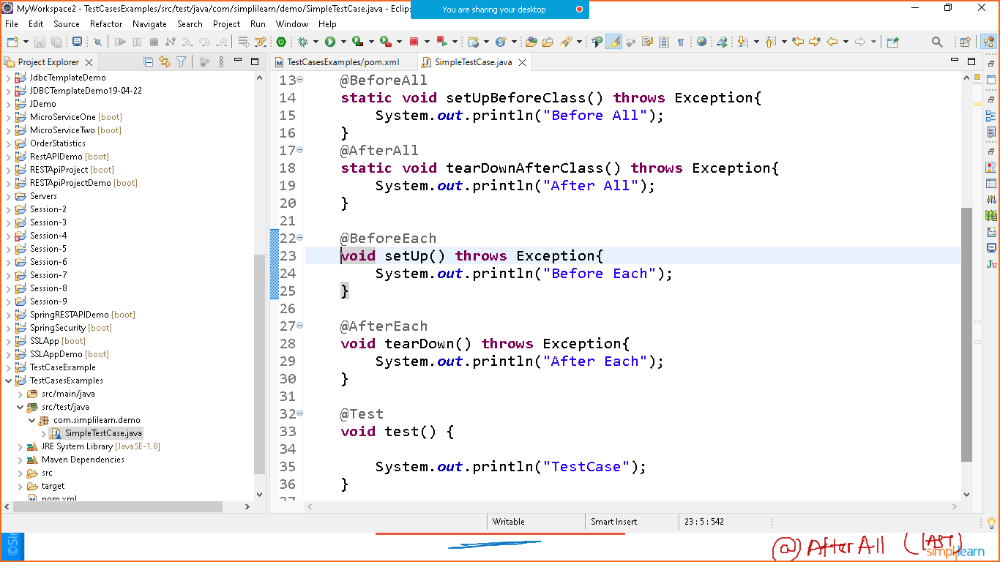 MyWorkspace2 - TestCasesExamples/src/test/java/com/simplilearn/demo/SimpleTestCase.java - Eclip
You are sharing your desktop
File Edit Source Refactor Navigate Search Project Run Window Help
Project Explorer
TestCasesExamples/pom.xml
SimpleTestCase.java
JdbcTemplateDemo
JDBCTemplateDemo19-04-22
JDemo
MicroServiceOne [boot]
MicroServiceTwo [boot]
OrderStatistics
RestAPIDemo [boot]
RESTApiProject [boot]
RESTApiProjectDemo [boot]
Servers
Session-2
Session-3
Session-4
Session-5
Session-6
Session-7
Session-8
Session-9
SpringRESTAPIDemo [boot]
SpringSecurity [boot]
SSLApp [boot]
SSLAppDemo [boot]
TestCaseExample
TestCasesExamples
src/main/java
src/test/java
com.simplilearn.demo
SimpleTestCase.java
JRE System Library [JavaSE-1.8]
Maven Dependencies
src
target
pom.xml
13 @BeforeAll
14 static void setUpBeforeClass() throws Exception{
15 System.out.println("Before All");
16 }
17 @AfterAll
18 static void tearDownAfterClass() throws Exception{
19 System.out.println("After All");
20 }
21
22 @BeforeEach
23 void setUp() throws Exception{
24 System.out.println("Before Each");
25 }
26
27 @AfterEach
28 void tearDown() throws Exception{
29 System.out.println("After Each");
30 }
31
32 @Test
33 void test() {
34
35 System.out.println("TestCase");
36 }
37
Ju
Writable
Smart Insert
23 : 5 : 542
@ After All (LAST)
simplilearn